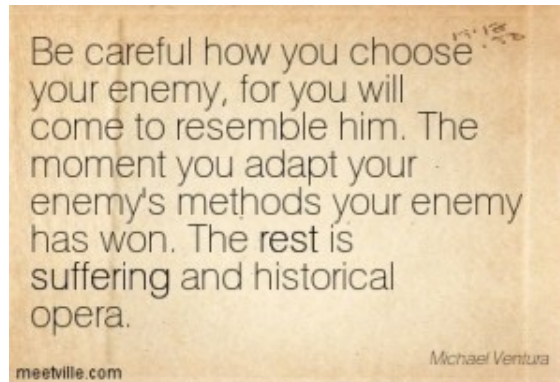 Be careful how you choose
your enemy, for you will
come to resemble him. The
moment you adapt your
enemy's methods your enemy
has won. The rest is
suffering and historical
opera.
Michael Ventura
meetville.com